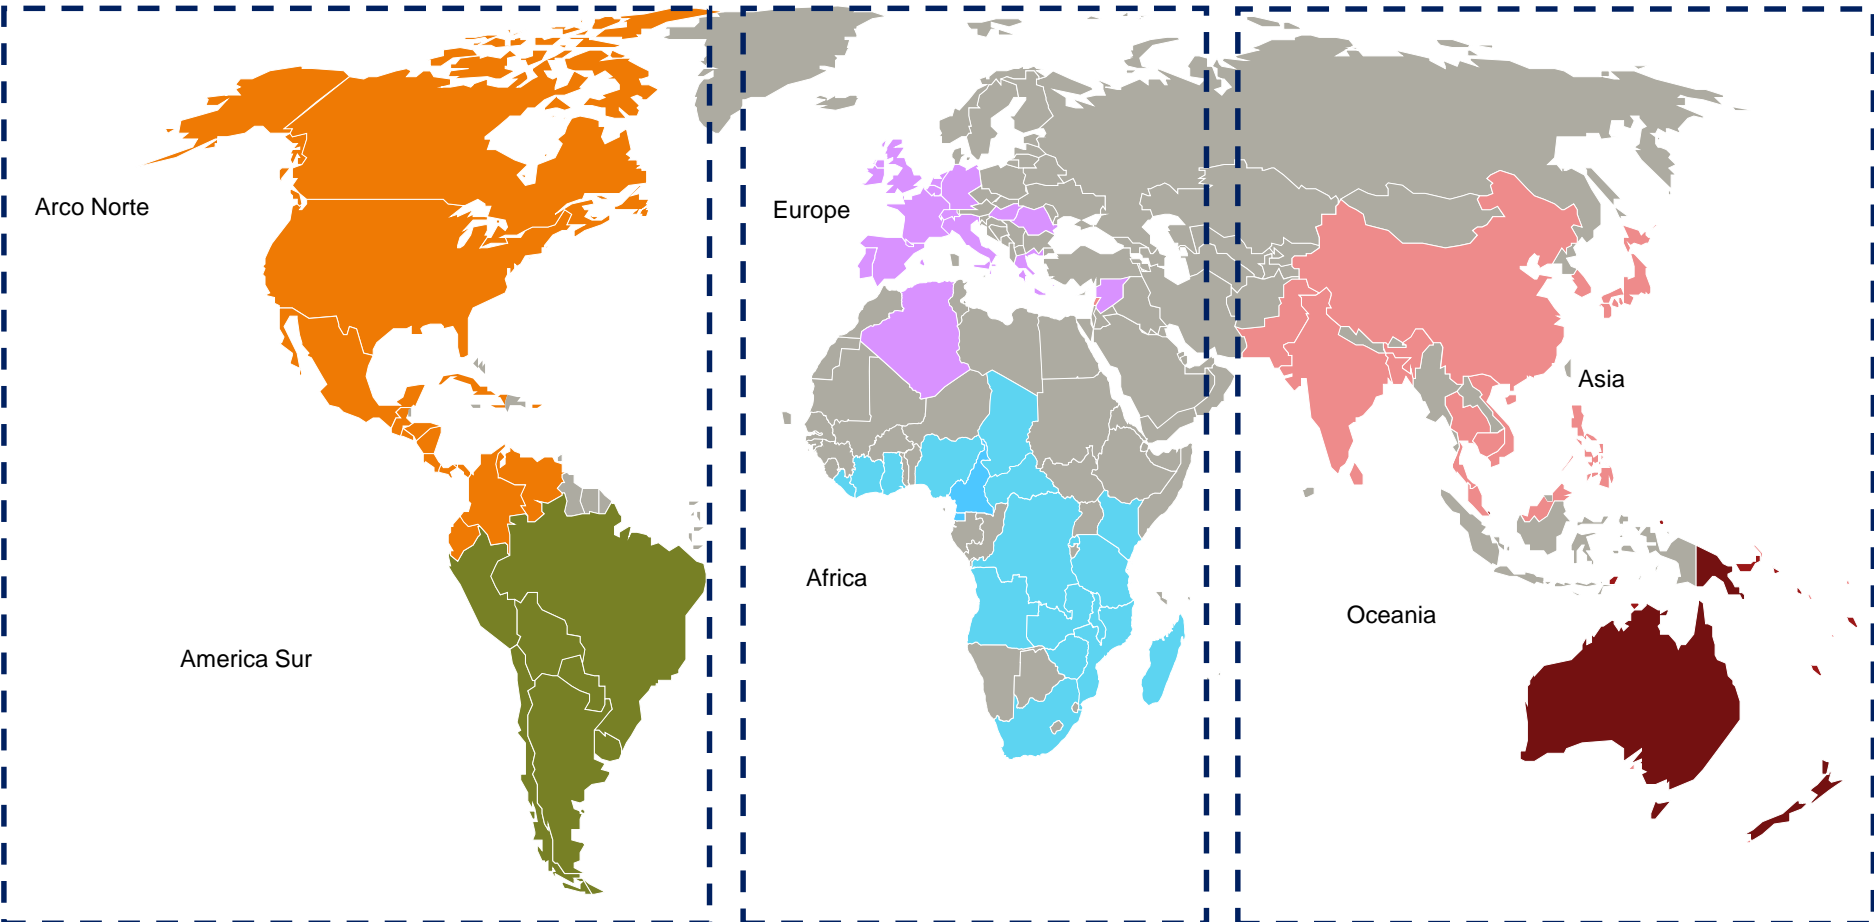 Arco Norte
America Sur
Europe
Africa
Asia
Oceania